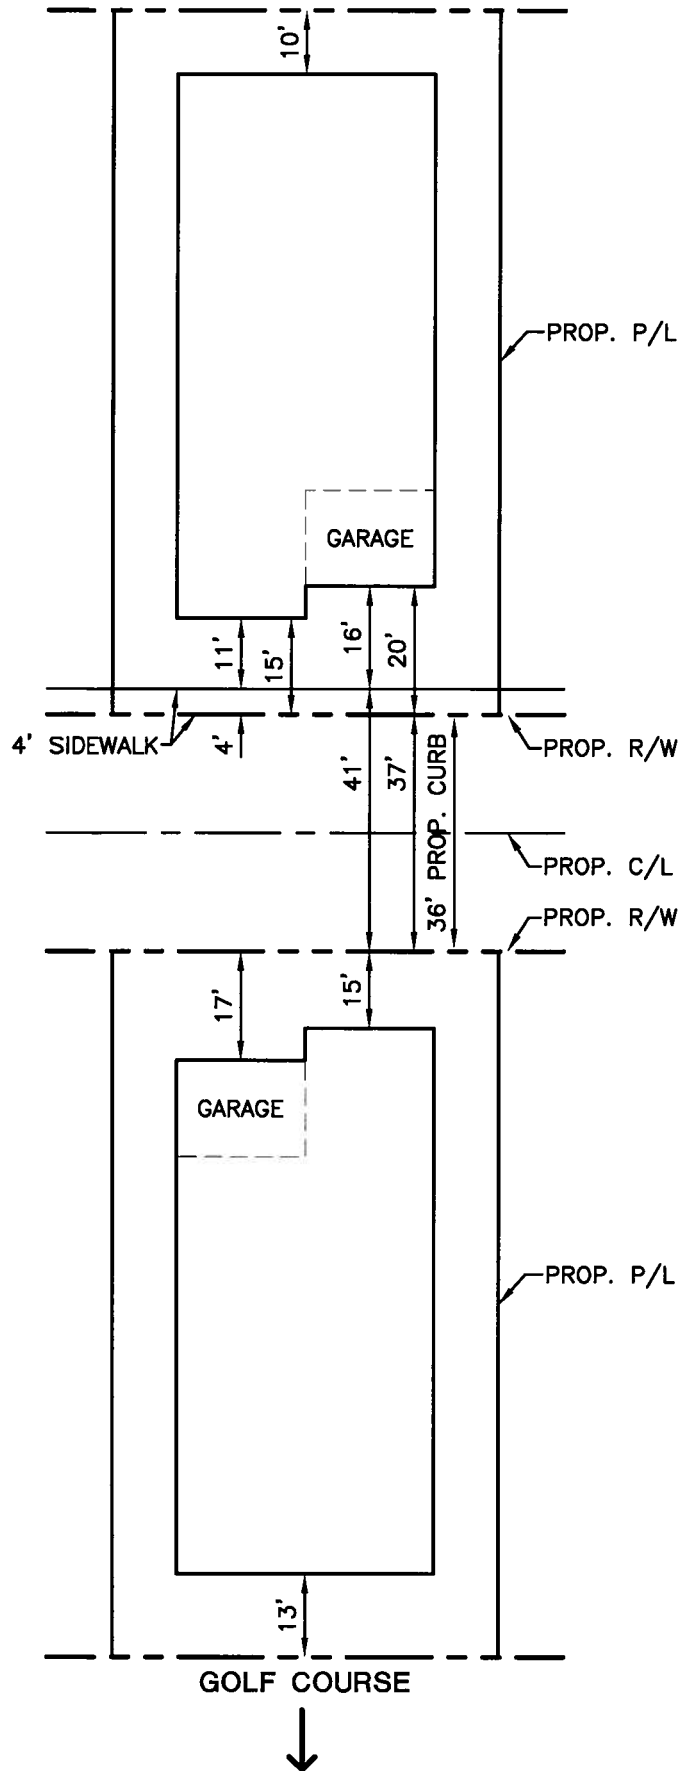 10'
PROP. P/L
GARAGE
11'
15'
16'
20'
4' SIDEWALK
4'
41'
37'
36' PROP. CURB
PROP. R/W
PROP. C/L
PROP. R/W
17'
15'
GARAGE
PROP. P/L
13'
GOLF COURSE